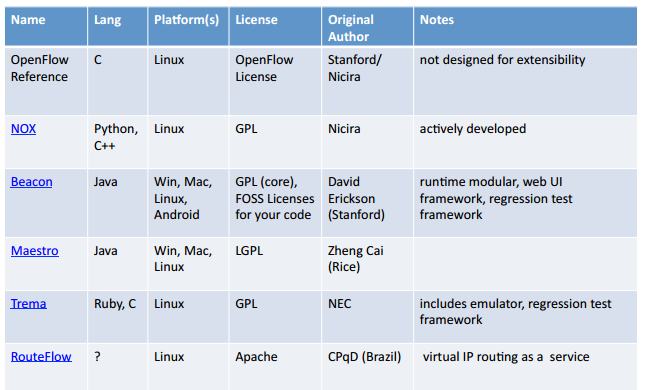 Name Lang Platform(s) License Original Author Notes
OpenFlow Reference C Linux OpenFlow License Stanford/ Nicira not designed for extensibility
NOX Python, C++ Linux GPL Nicira actively developed
Beacon Java Win, Mac, Linux, Android GPL (core), FOSS Licenses for your code David Erickson (Stanford) runtime modular, web UI framework, regression test framework
Maestro Java Win, Mac, Linux LGPL Zheng Cai (Rice)
Trema Ruby, C Linux GPL NEC includes emulator, regression test framework
RouteFlow ? Linux Apache CPqD (Brazil) virtual IP routing as a service